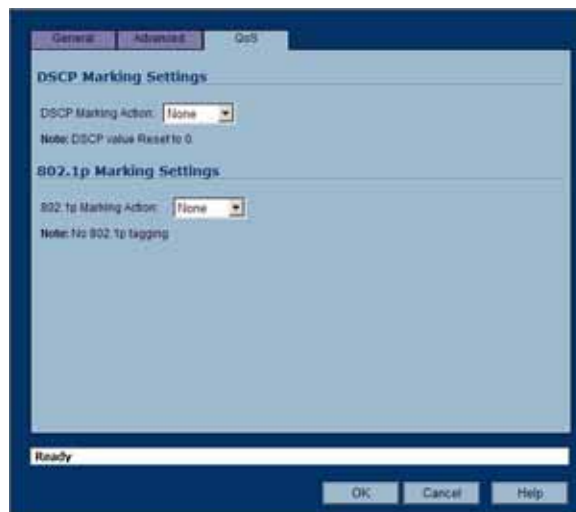 General Advanced QoS
DSCP Marking Settings
DSCP Marking Action: None
Note: DSCP value Reset to 0.
802.1p Marking Settings
802.1p Marking Action: None
Note: No 802.1p tagging
Ready
OK Cancel Help